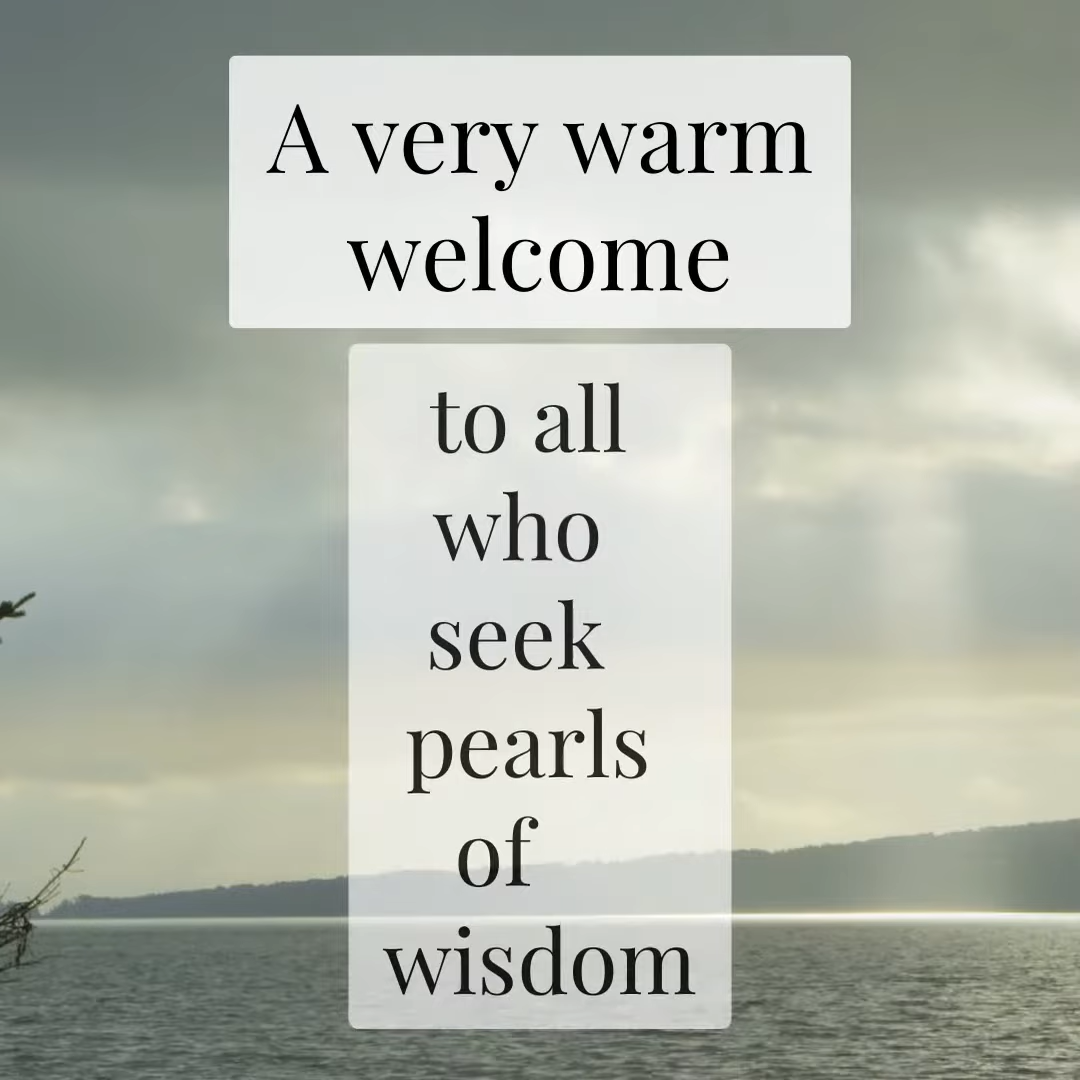 A very warm
welcome
to all
who
seek
pearls
of
wisdom